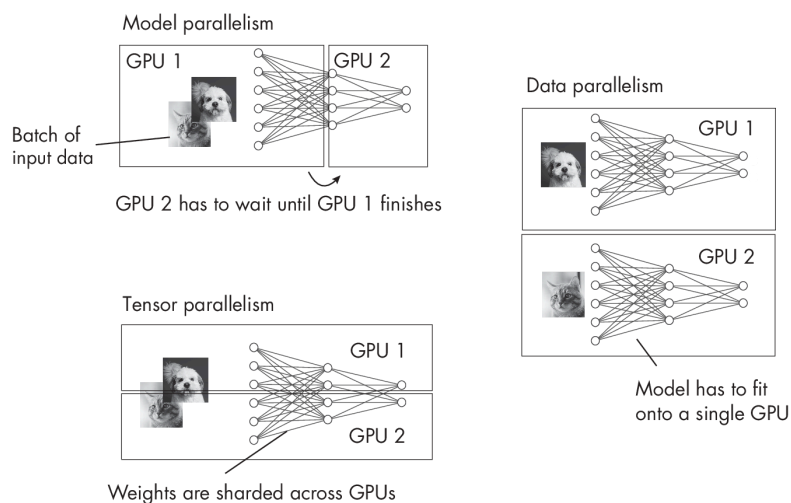 Model parallelism
GPU 1
GPU 2
Batch of
input data
GPU 2 has to wait until GPU 1 finishes
Data parallelism
GPU 1
GPU 2
Model has to fit
onto a single GPU
Tensor parallelism
GPU 1
GPU 2
Weights are sharded across GPUs